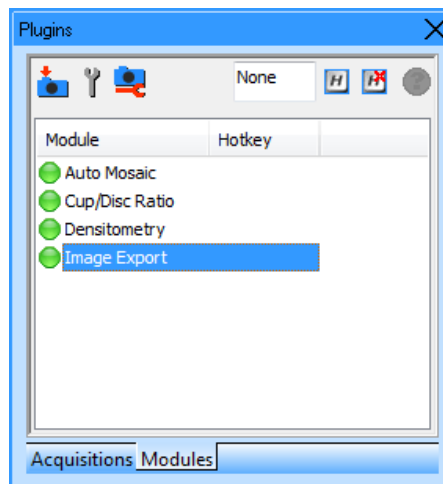 Plugins
None
H H
Module Hotkey
Auto Mosaic
Cup/Disc Ratio
Densitometry
Image Export
Acquisitions Modules